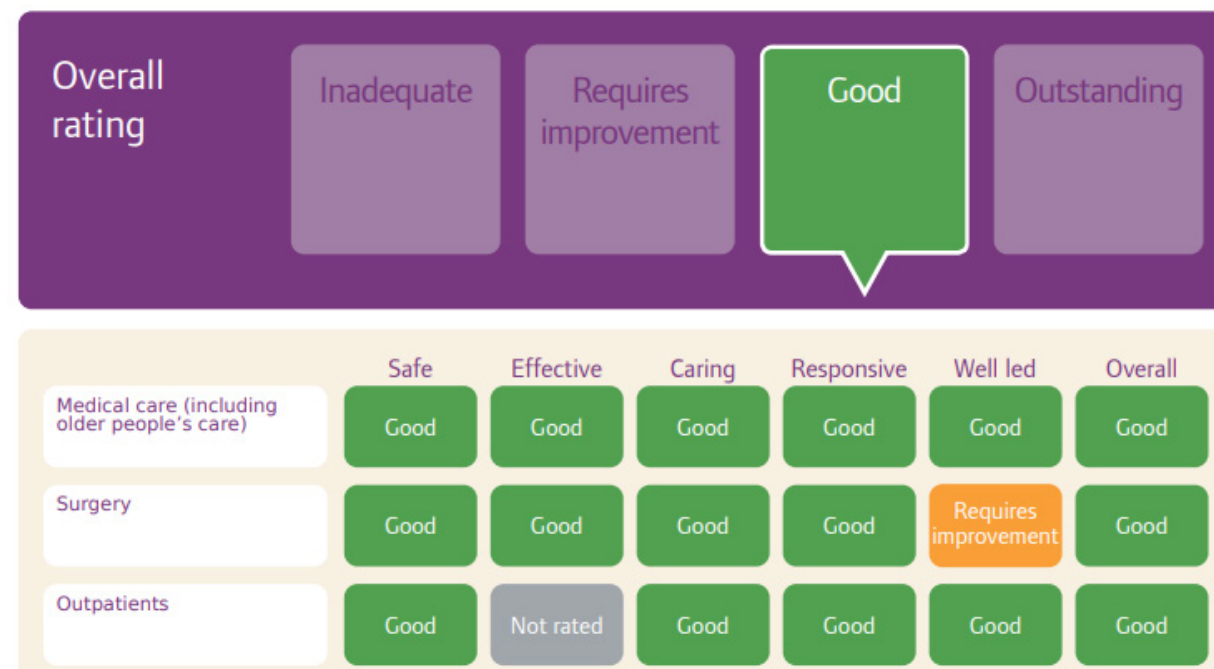 Overall
rating
Inadequate
Requires
improvement
Good
Outstanding
Safe Effective Caring Responsive Well led Overall
Medical care (including
older people's care)
Good Good Good Good Good Good
Surgery
Good Good Good Good Requires
improvement Good
Outpatients
Good Not rated Good Good Good Good